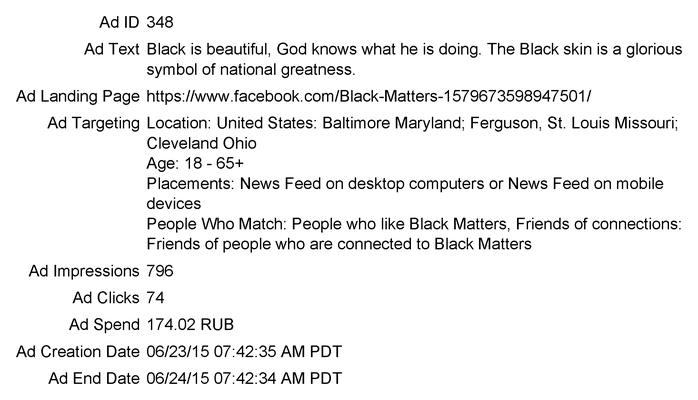 Ad ID 348
Ad Text Black is beautiful, God knows what he is doing. The Black skin is a glorious
symbol of national greatness.
Ad Landing Page https://www.facebook.com/Black-Matters-1579673598947501/
Ad Targeting Location: United States: Baltimore Maryland; Ferguson, St. Louis Missouri;
Cleveland Ohio
Age: 18 - 65+
Placements: News Feed on desktop computers or News Feed on mobile
devices
People Who Match: People who like Black Matters, Friends of connections:
Friends of people who are connected to Black Matters
Ad Impressions 796
Ad Clicks 74
Ad Spend 174.02 RUB
Ad Creation Date 06/23/15 07:42:35 AM PDT
Ad End Date 06/24/15 07:42:34 AM PDT